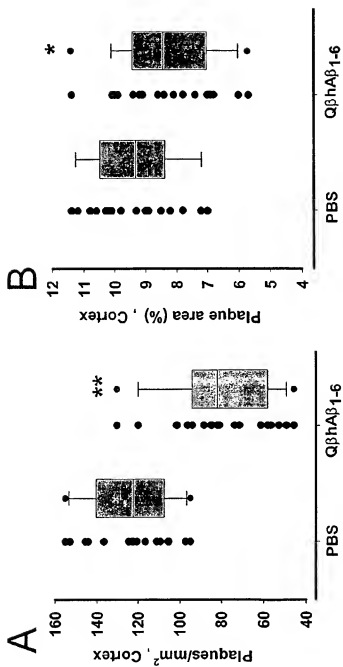 A
Plaques/mm², Cortex
160
140
120
100
80
60
40
**
PBS
QβhAβ1-6
B
Plaque area (%) , Cortex
12
11
10
9
8
7
6
5
4
*
PBS
QβhAβ1-6